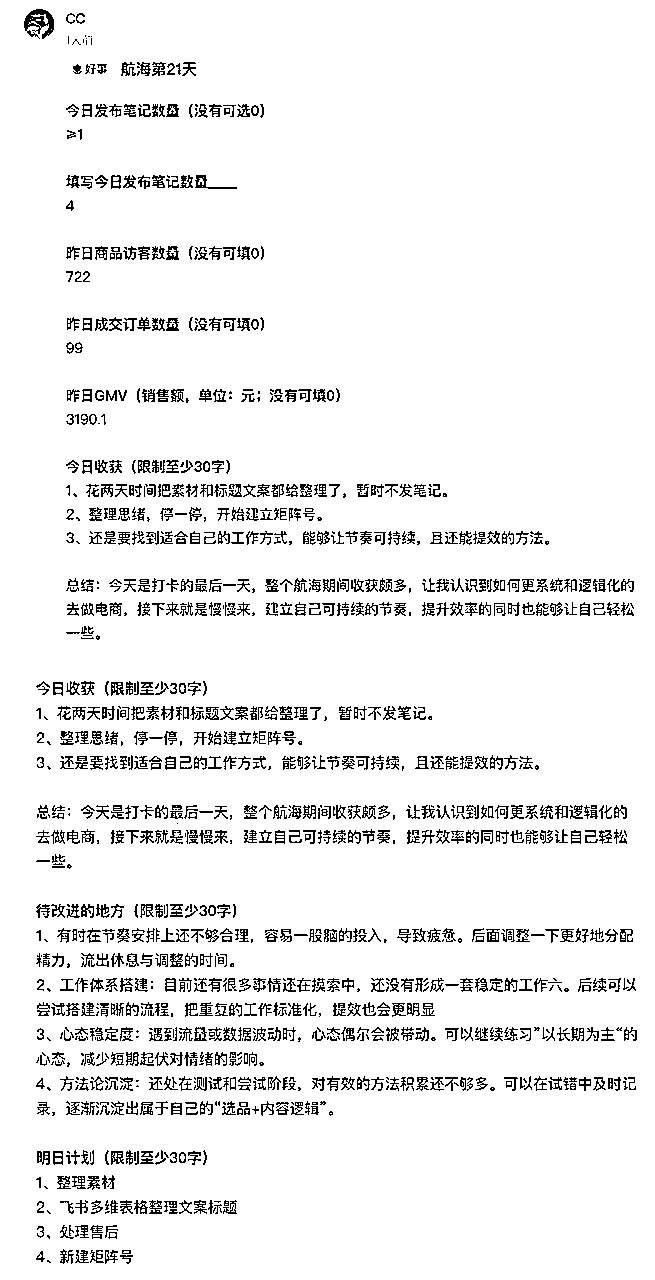 CC
1天前
好事 航海第21天
今日发布笔记数量（没有可选0）
≥1
填写今日发布笔记数量____
4
昨日商品访客数量（没有可填0）
722
昨日成交订单数量（没有可填0）
99
昨日GMV（销售额，单位：元；没有可填0）
3190.1
今日收获（限制至少30字）
1、花两天时间把素材和标题文案都给整理了，暂时不发笔记。
2、整理思绪，停一停，开始建立矩阵号。
3、还是要找到适合自己的工作方式，能够让节奏可持续，且还能提效的方法。
总结：今天是打卡的最后一天，整个航海期间收获颇多，让我认识到如何更系统和逻辑化的
去做电商，接下来就是慢慢来，建立自己可持续的节奏，提升效率的同时也能够让自己轻松
一些。
今日收获（限制至少30字）
1、花两天时间把素材和标题文案都给整理了，暂时不发笔记。
2、整理思绪，停一停，开始建立矩阵号。
3、还是要找到适合自己的工作方式，能够让节奏可持续，且还能提效的方法。
总结：今天是打卡的最后一天，整个航海期间收获颇多，让我认识到如何更系统和逻辑化的
去做电商，接下来就是慢慢来，建立自己可持续的节奏，提升效率的同时也能够让自己轻松
一些。
待改进的地方（限制至少30字）
1、有时在节奏安排上还不够合理，容易一股脑的投入，导致疲惫。后面调整一下更好地分配
精力，流出休息与调整的时间。
2、工作体系搭建：目前还有很多事情还在摸索中，还没有形成一套稳定的工作六。后续可以
尝试搭建清晰的流程，把重复的工作标准化，提效也会更明显
3、心态稳定度：遇到流量或数据波动时，心态偶尔会被带动。可以继续练习”以长期为主“的
心态，减少短期起伏对情绪的影响。
4、方法论沉淀：还处在测试和尝试阶段，对有效的方法积累还不够多。可以在试错中及时记
录，逐渐沉淀出属于自己的“选品+内容逻辑”。
明日计划（限制至少30字）
1、整理素材
2、飞书多维表格整理文案标题
3、处理售后
4、新建矩阵号